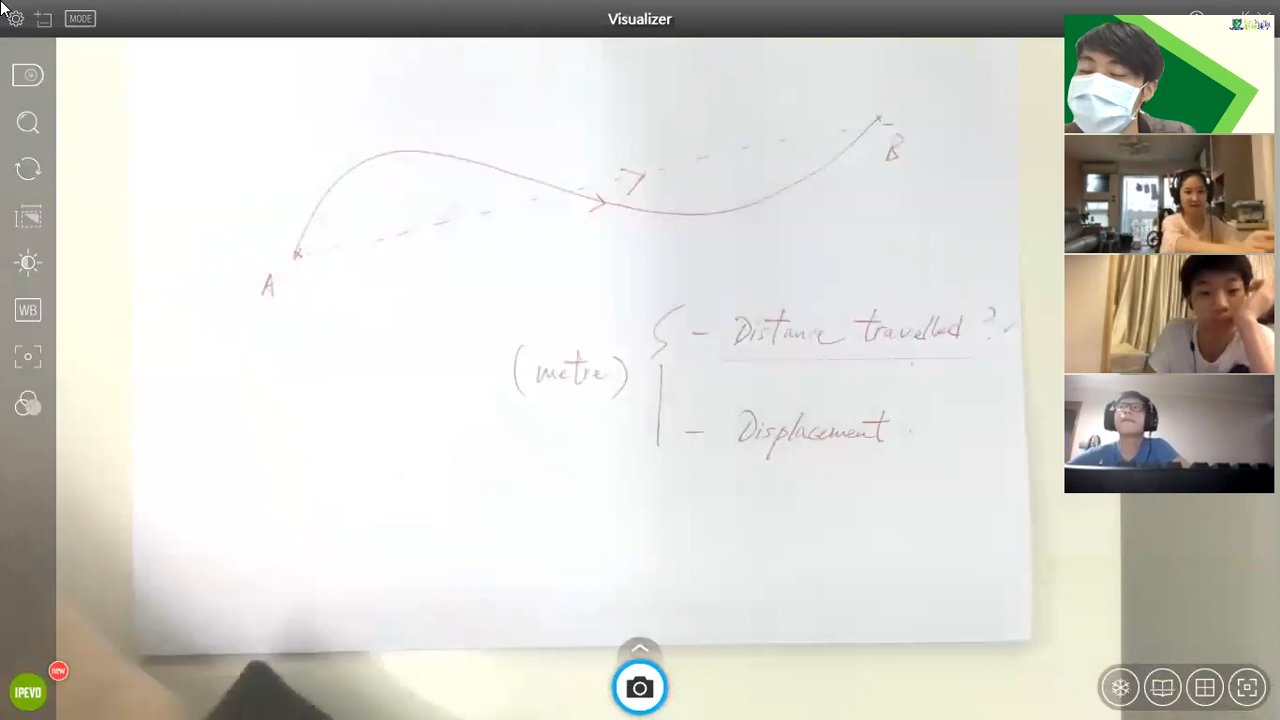 MODE
Visualizer
B
A
- Distance travelled ?
(metre)
- Displacement
WB
new
IPEVO